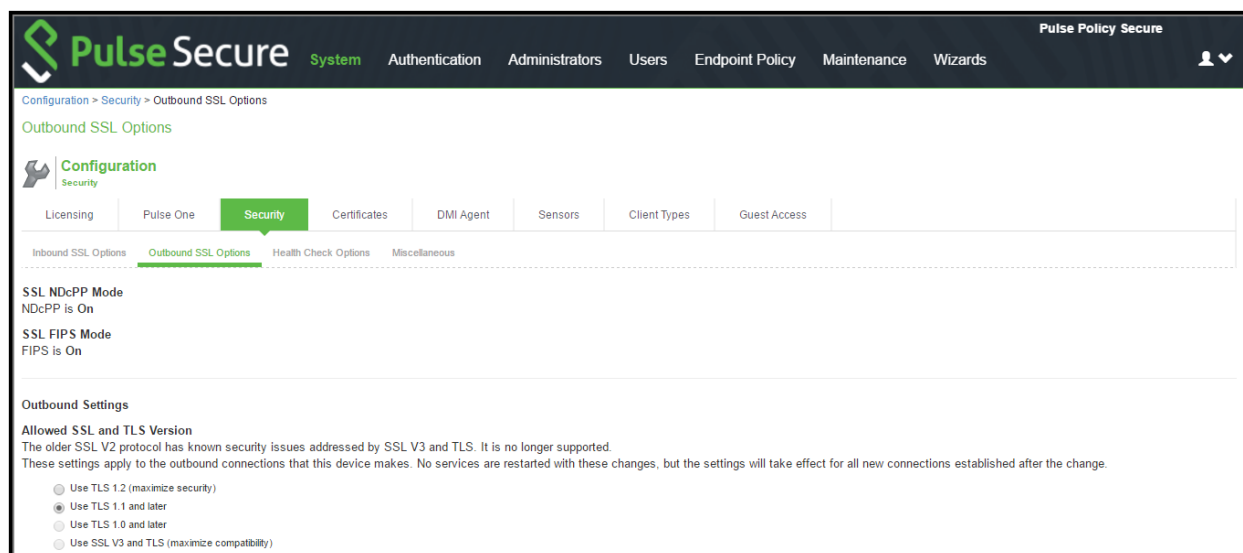 Pulse Policy Secure
Pulse Secure System Authentication Administrators Users Endpoint Policy Maintenance Wizards
Configuration > Security > Outbound SSL Options
Outbound SSL Options
Configuration
Security
Licensing Pulse One Security Certificates DMI Agent Sensors Client Types Guest Access
Inbound SSL Options Outbound SSL Options Health Check Options Miscellaneous
SSL NDcPP Mode
NDcPP is On
SSL FIPS Mode
FIPS is On
Outbound Settings
Allowed SSL and TLS Version
The older SSL V2 protocol has known security issues addressed by SSL V3 and TLS. It is no longer supported.
These settings apply to the outbound connections that this device makes. No services are restarted with these changes, but the settings will take effect for all new connections established after the change.
Use TLS 1.2 (maximize security)
Use TLS 1.1 and later
Use TLS 1.0 and later
Use SSL V3 and TLS (maximize compatibility)